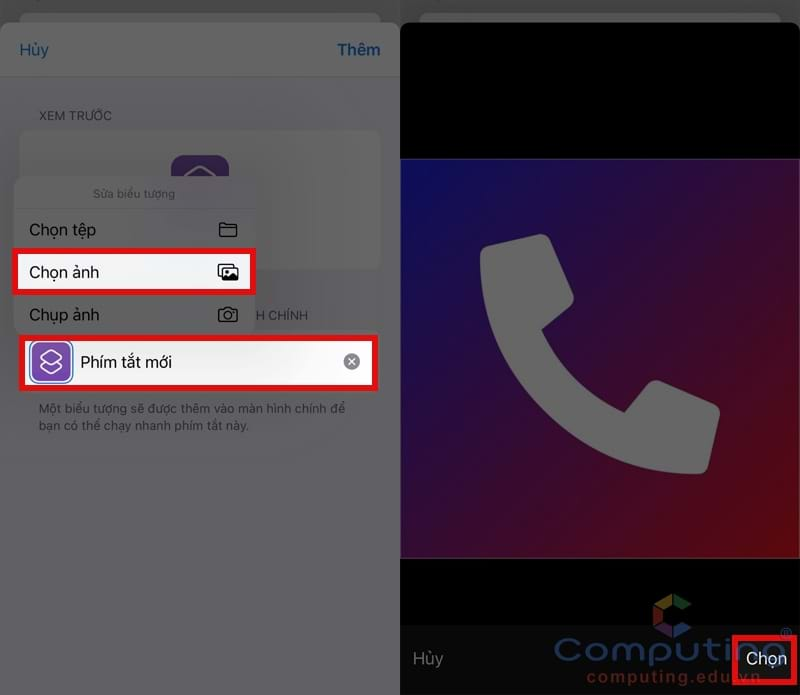 Hủy
Thêm
XEM TRƯỚC
Sửa biểu tượng
Chọn tệp
Chọn ảnh
Chụp ảnh
H CHÍNH
Phím tắt mới
Một biểu tượng sẽ được thêm vào màn hình chính để
bạn có thể chạy nhanh phím tắt này.
Hủy
Chọn
Computing
computing.edu.vn